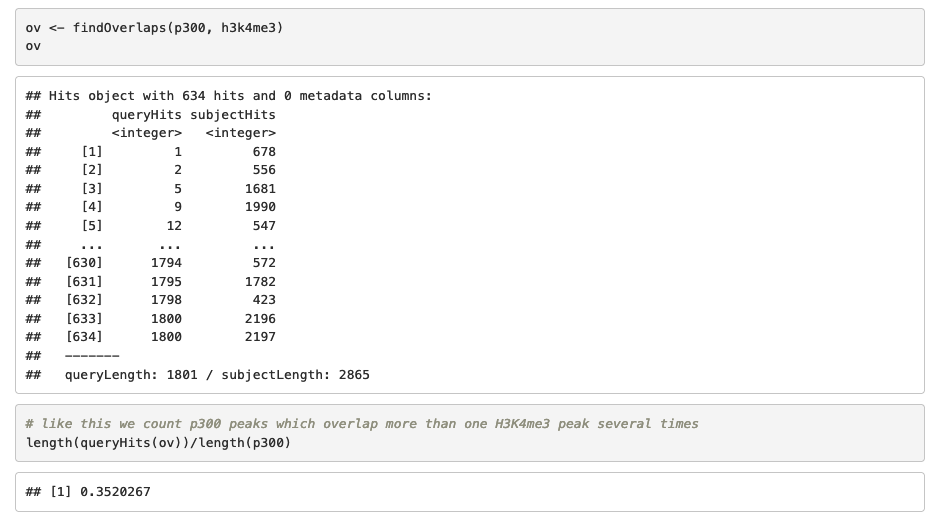 ov <- findOverlaps(p300, h3k4me3)
ov
## Hits object with 634 hits and 0 metadata columns:
##         queryHits subjectHits
##         <integer>   <integer>
##     [1]         1         678
##     [2]         2         556
##     [3]         5        1681
##     [4]         9        1990
##     [5]        12         547
##     ...       ...         ...
##   [630]      1794         572
##   [631]      1795        1782
##   [632]      1798         423
##   [633]      1800        2196
##   [634]      1800        2197
##   -------
##   queryLength: 1801 / subjectLength: 2865
# like this we count p300 peaks which overlap more than one H3K4me3 peak several times
length(queryHits(ov))/length(p300)
## [1] 0.3520267